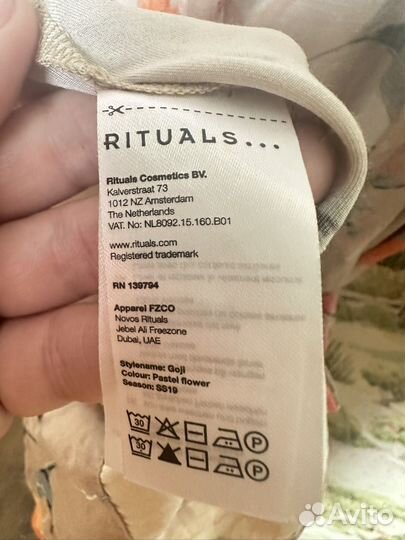 RITUALS...
Rituals Cosmetics BV.
Kalverstraat 73
1012 NZ Amsterdam
The Netherlands
VAT. No: NL8092.15.160.B01
www.rituals.com
Registered trademark
RN 139794
Apparel FZCO
Novos Rituals
Jebel Ali Freezone
Dubai, UAE
Stylename: Goji
Colour: Pastel flower
Season: SS19
30 P
30 P
Avito